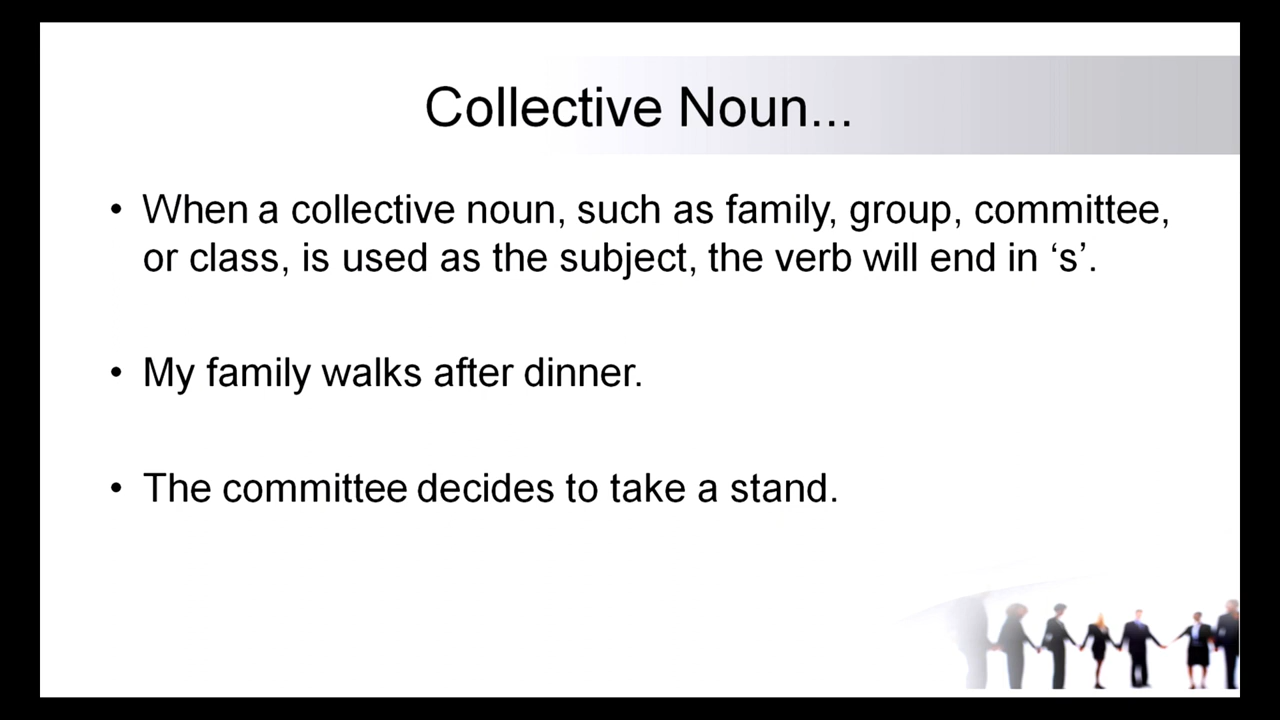 Collective Noun...
• When a collective noun, such as family, group, committee,
or class, is used as the subject, the verb will end in ‘s’.
• My family walks after dinner.
• The committee decides to take a stand.